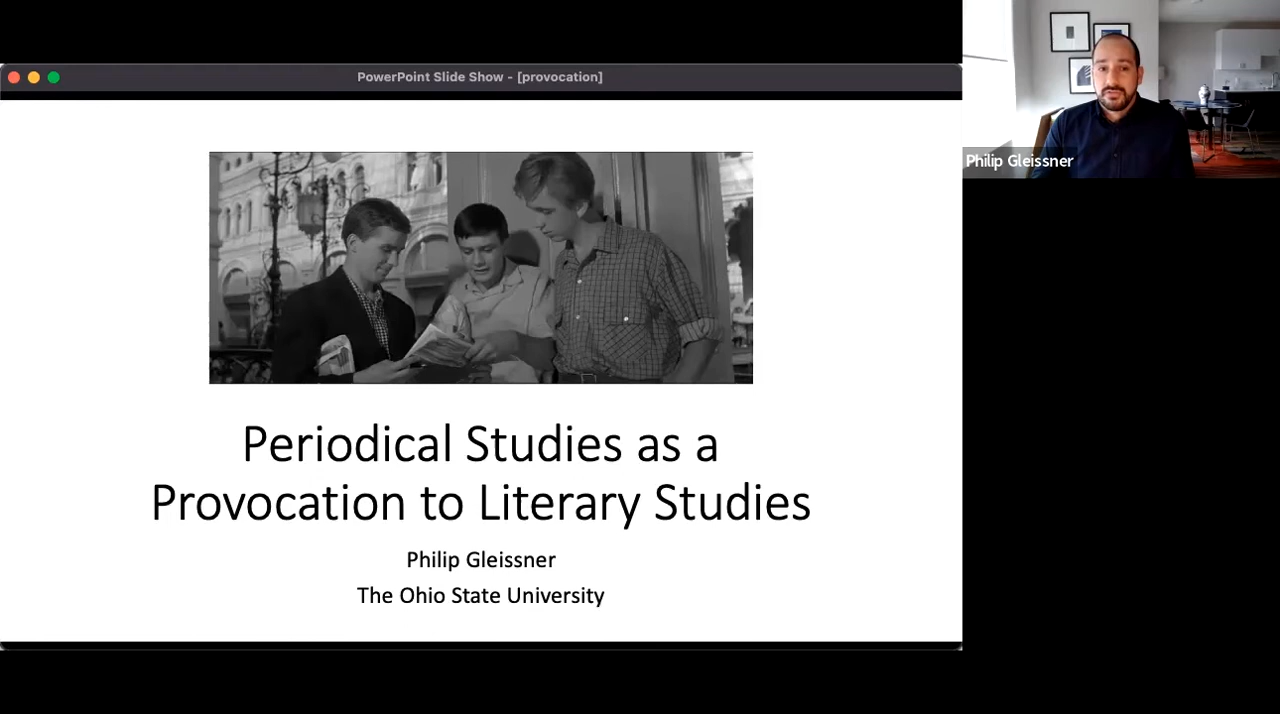 PowerPoint Slide Show - [provocation]
Philip Gleissner
Periodical Studies as a
Provocation to Literary Studies
Philip Gleissner
The Ohio State University